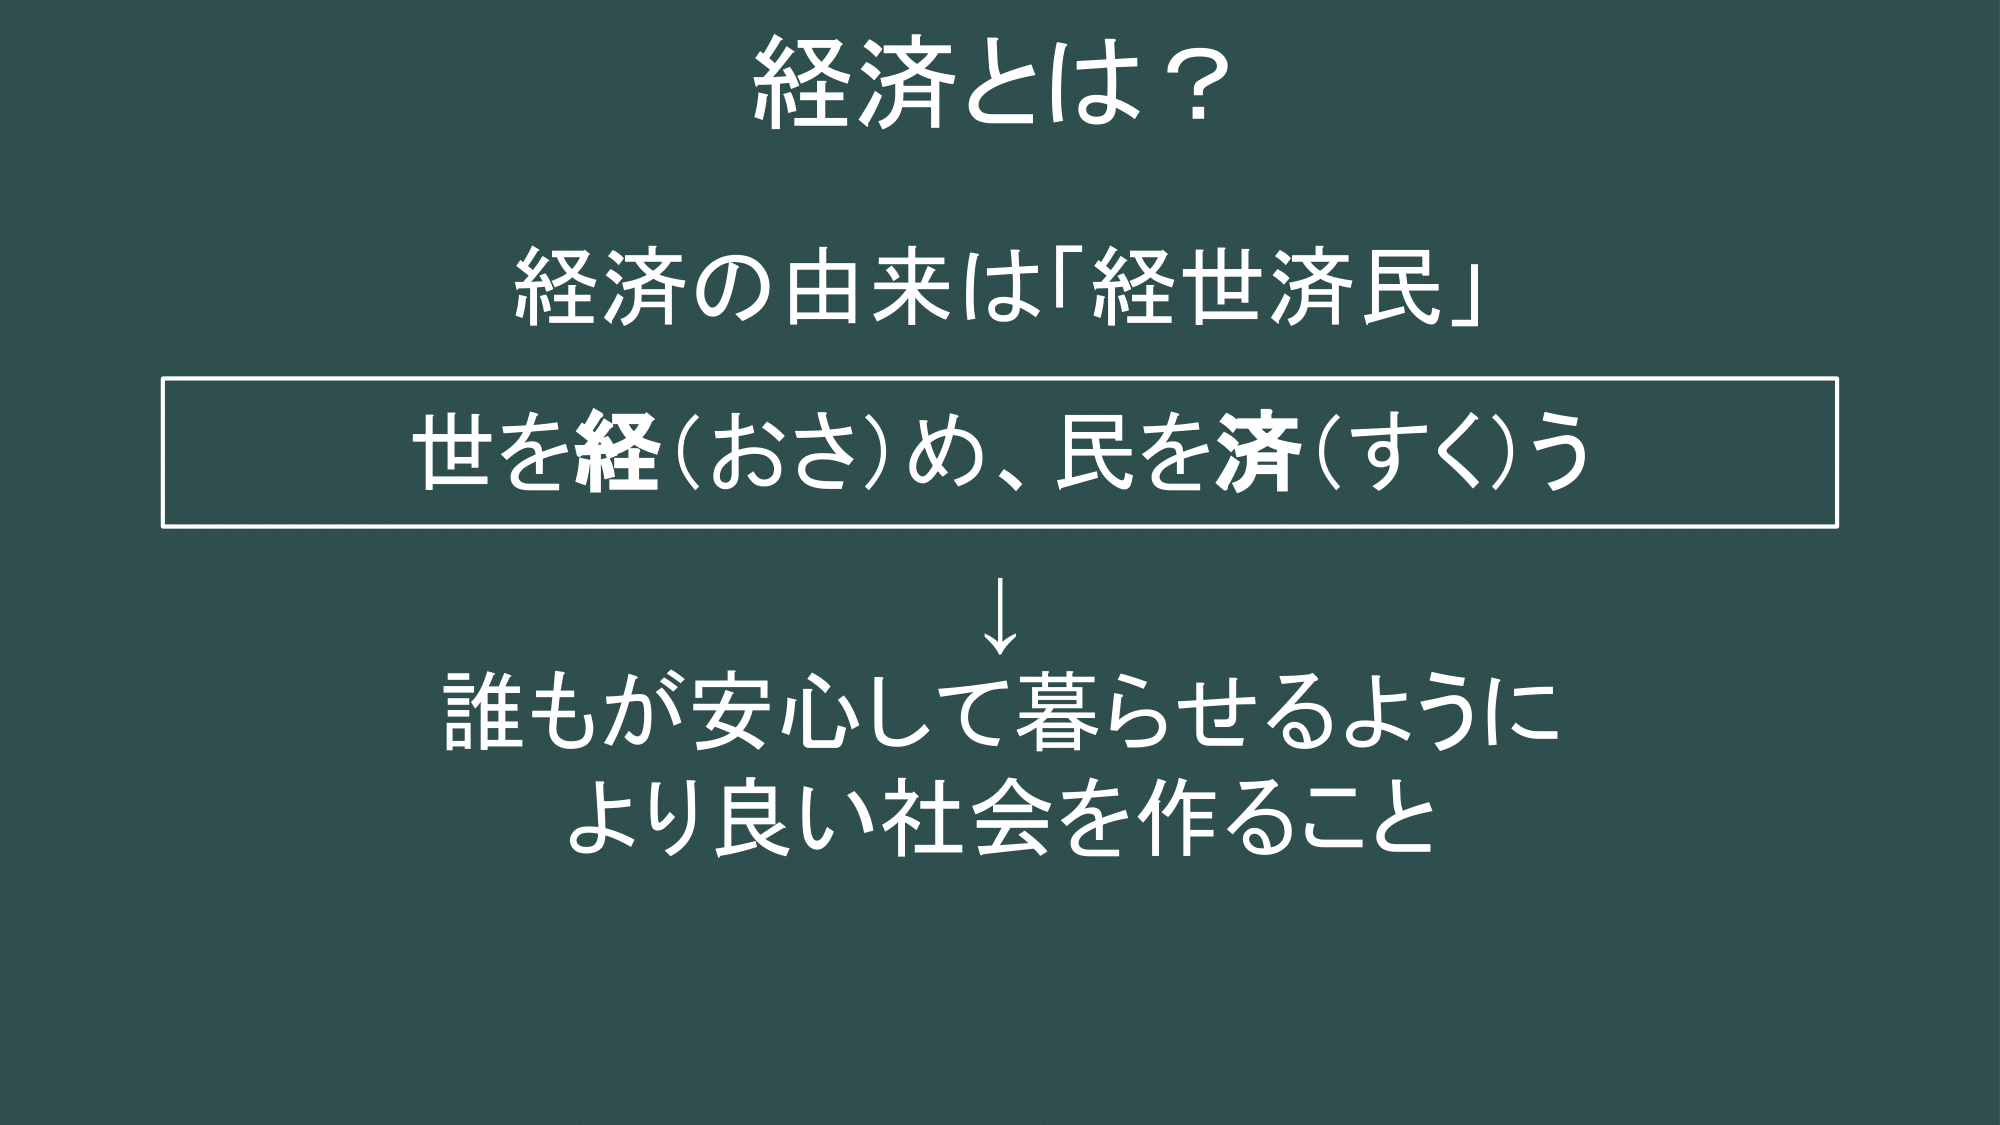 経済とは？
経済の由来は「経世済民」
世を経（おさ）め、民を済（すく）う
↓
誰もが安心して暮らせるように
より良い社会を作ること